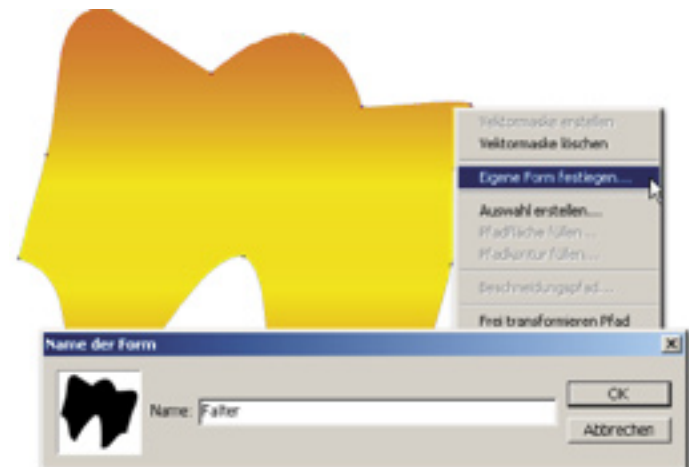 Vektormaske erstellen
Vektormaske löschen
Eigene Form festlegen...
Auswahl erstellen...
Pfadfläche füllen...
Pfadkontur füllen...
Beschneidungspfad...
Frei transformieren Pfad
Name der Form
Name: Falter
OK
Abbrechen